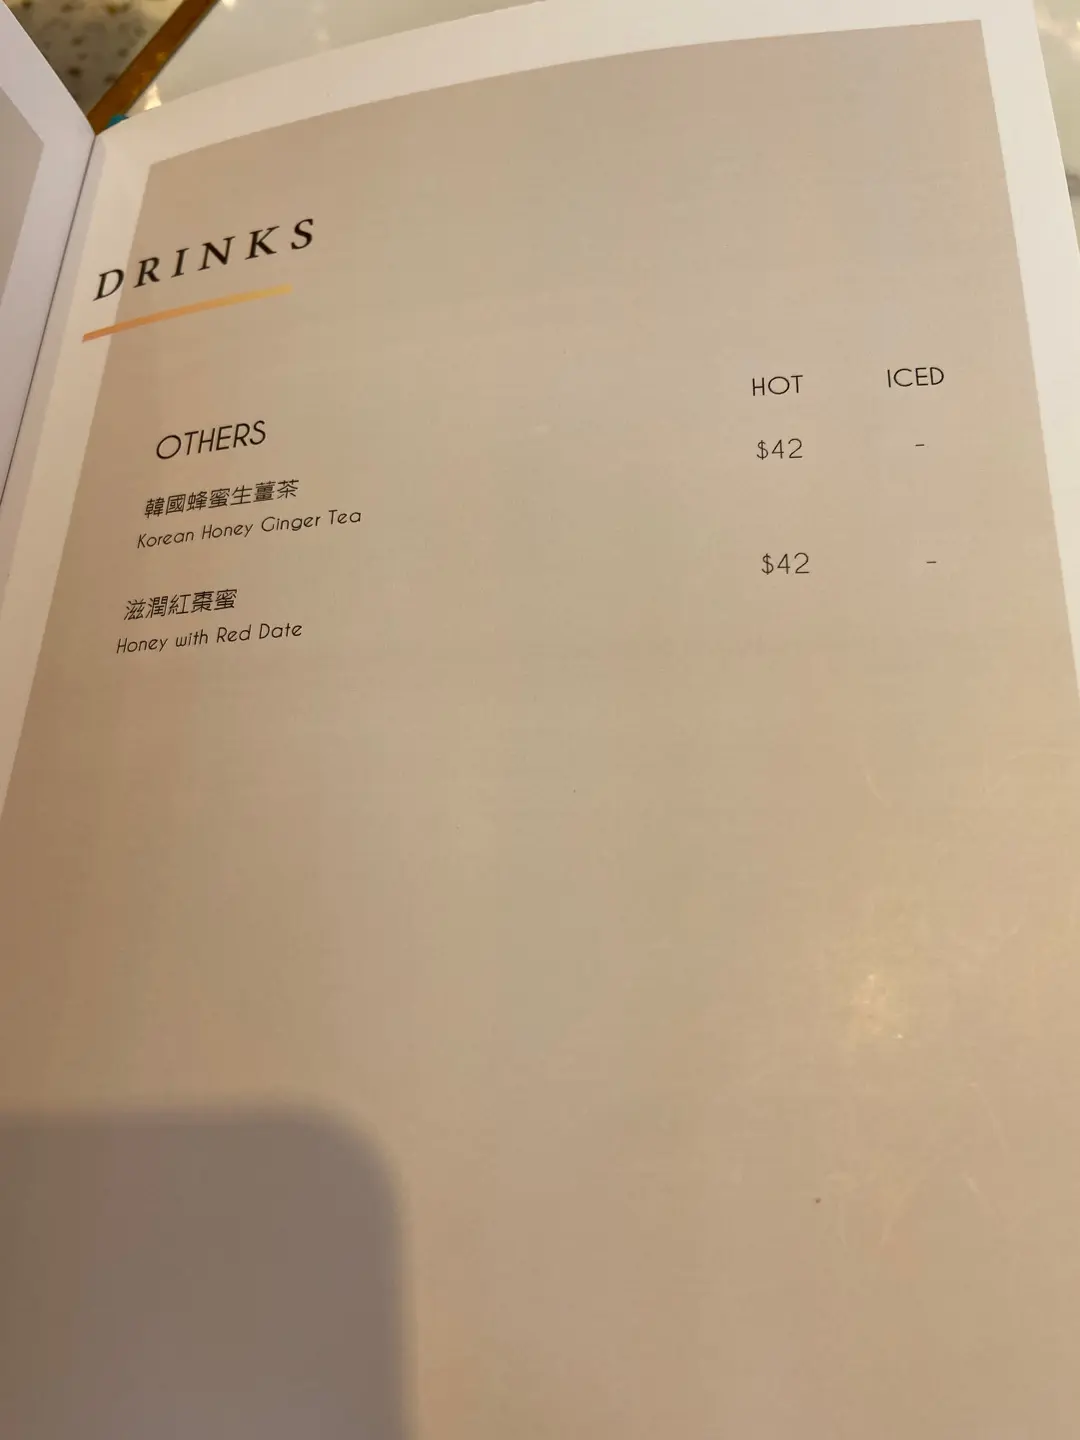 DRINKS
HOT ICED
OTHERS
韓國蜂蜜生薑茶 $42 -
Korean Honey Ginger Tea
滋潤紅棗蜜 $42 -
Honey with Red Date